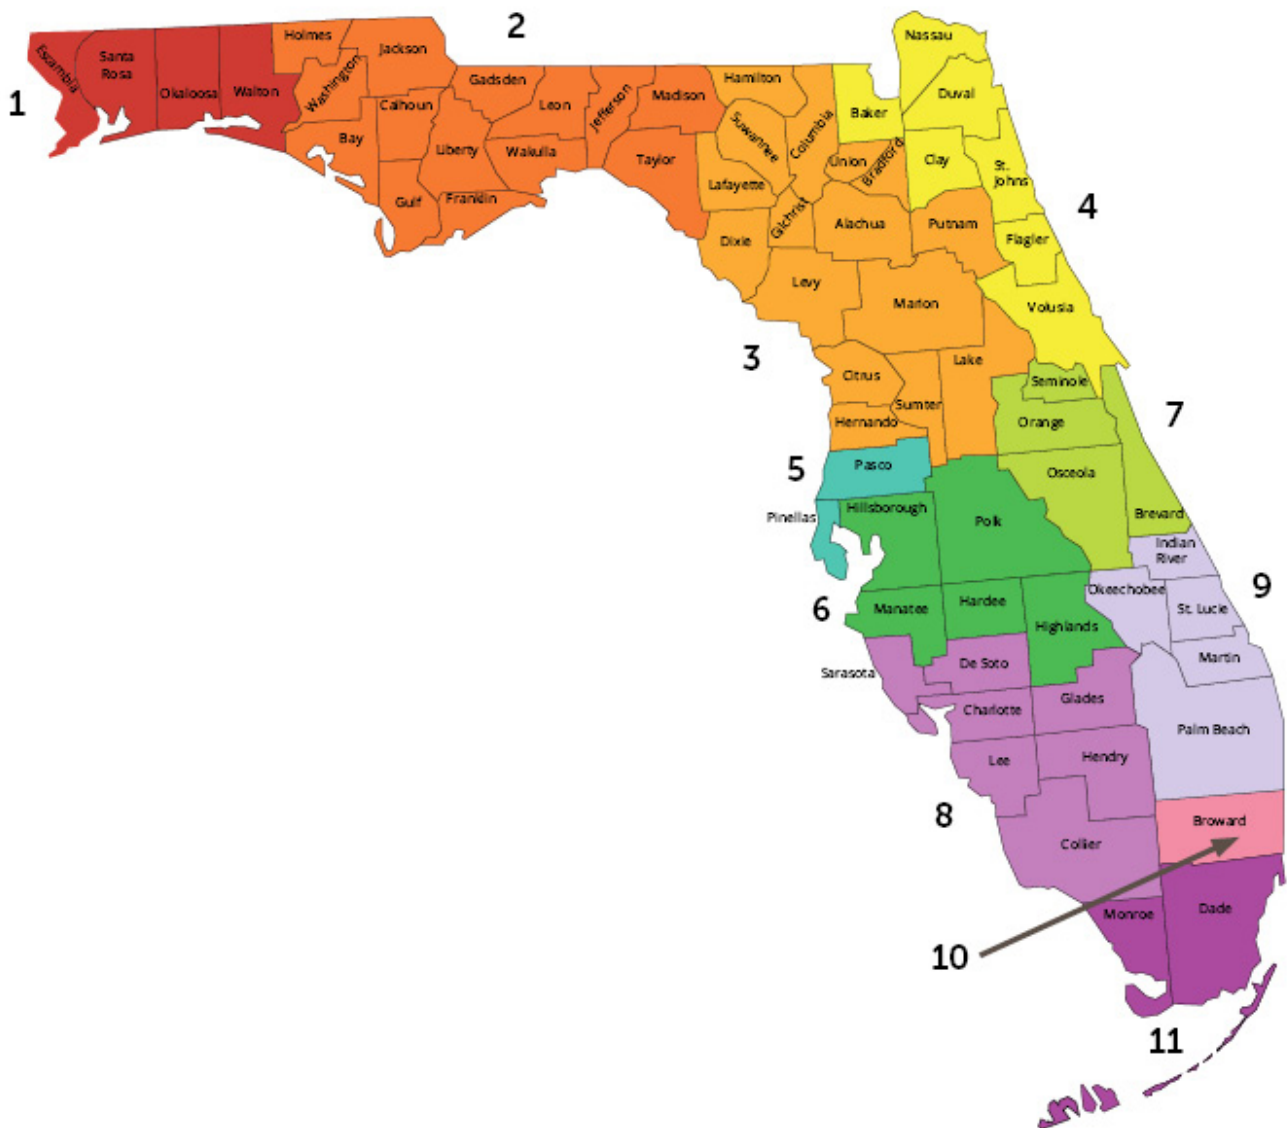 2
Nassau
Holmes
Jackson
Escambia
Santa
Rosa
Okaloosa
Walton
Washington
Gadsden
Hamilton
1
Calhoun
Leon
Jefferson
Madison
Suwannee
Columbia
Baker
Duval
Bay
Liberty
Wakulla
Taylor
Union
Bradford
Clay
St.
Johns
Lafayette
Gulf
Franklin
Gilchrist
Alachua
Putnam
4
Dixie
Flagler
Levy
Marion
Volusia
3
Citrus
Lake
Seminole
Sumter
7
Hernando
Orange
5
Pasco
Osceola
Pinellas
Hillsborough
Polk
Brevard
Indian
River
6
Manatee
Hardee
Okeechobee
9
St. Lucie
Highlands
Sarasota
De Soto
Martin
Charlotte
Glades
Palm Beach
Lee
Hendry
8
Broward
Collier
Monroe
Dade
10
11